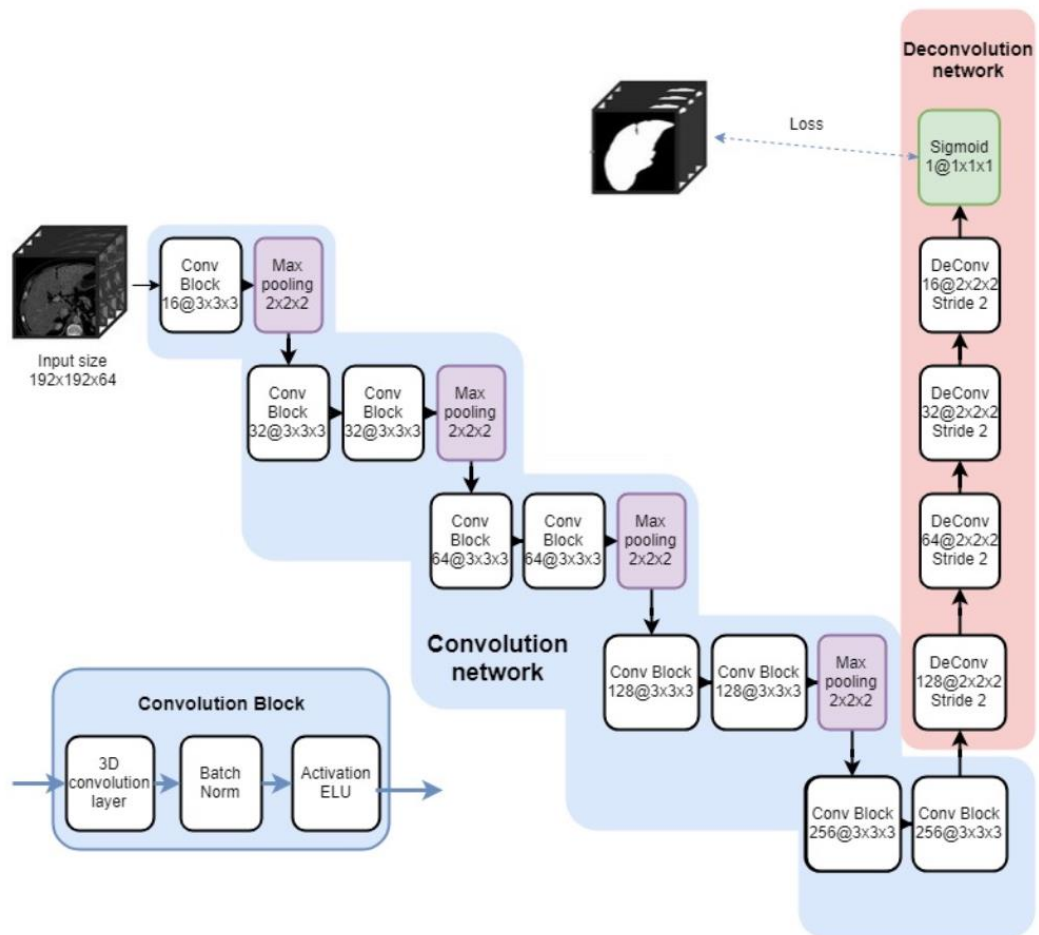 Deconvolution
network
Loss
Sigmoid
1@1x1x1
Conv
Block
16@3x3x3
Max
pooling
2x2x2
DeConv
16@2x2x2
Stride 2
Input size
192x192x64
Conv
Block
32@3x3x3
Conv
Block
32@3x3x3
Max
pooling
2x2x2
DeConv
32@2x2x2
Stride 2
Conv
Block
64@3x3x3
Conv
Block
64@3x3x3
Max
pooling
2x2x2
DeConv
64@2x2x2
Stride 2
Convolution
network
Conv Block
128@3x3x3
Conv Block
128@3x3x3
Max
pooling
2x2x2
DeConv
128@2x2x2
Stride 2
Convolution Block
3D
convolution
layer
Batch
Norm
Activation
ELU
Conv Block
256@3x3x3
Conv Block
256@3x3x3